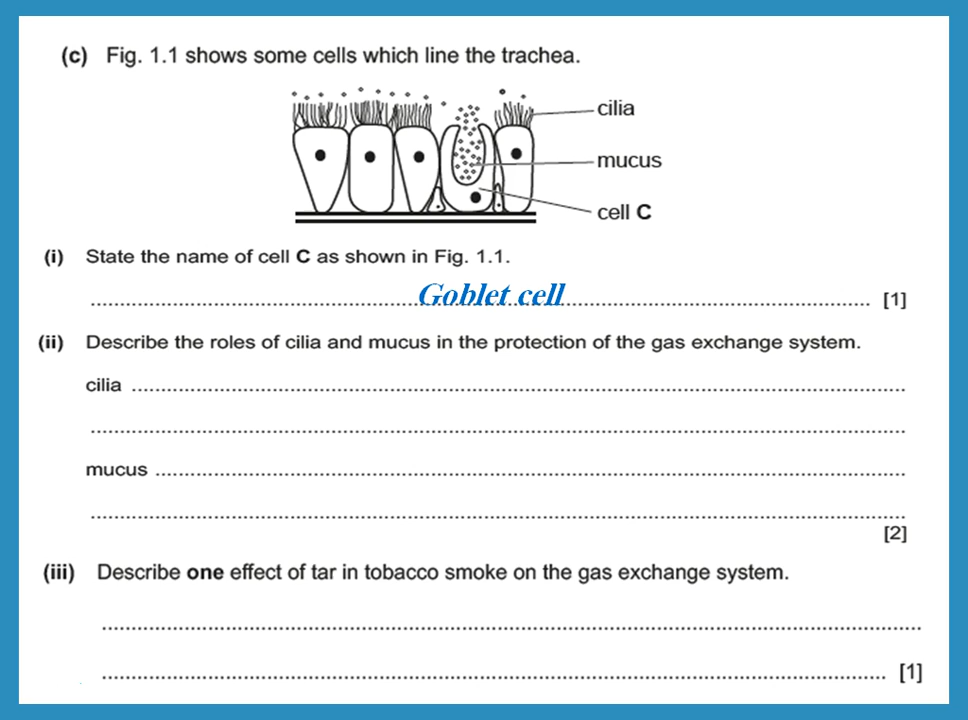 (c) Fig. 1.1 shows some cells which line the trachea.
cilia
mucus
cell C
(i) State the name of cell C as shown in Fig. 1.1.
Goblet cell [1]
(ii) Describe the roles of cilia and mucus in the protection of the gas exchange system.
cilia
mucus
[2]
(iii) Describe one effect of tar in tobacco smoke on the gas exchange system.
[1]